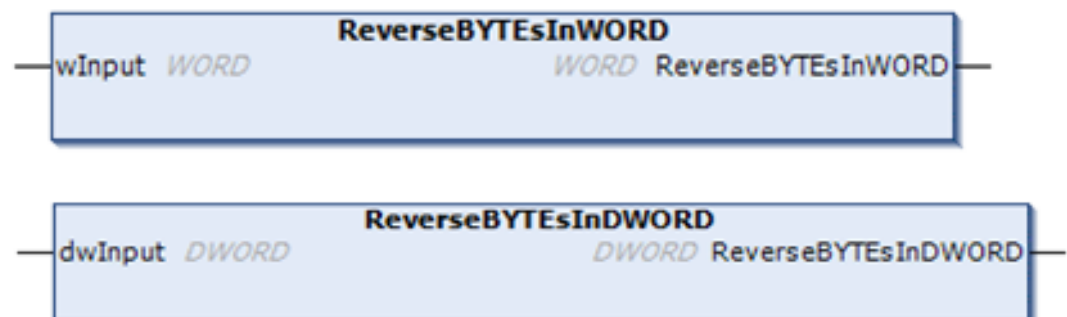 ReverseBYTEsInWORD
wInput WORD WORD ReverseBYTEsInWORD
ReverseBYTEsInDWORD
dwInput DWORD DWORD ReverseBYTEsInDWORD